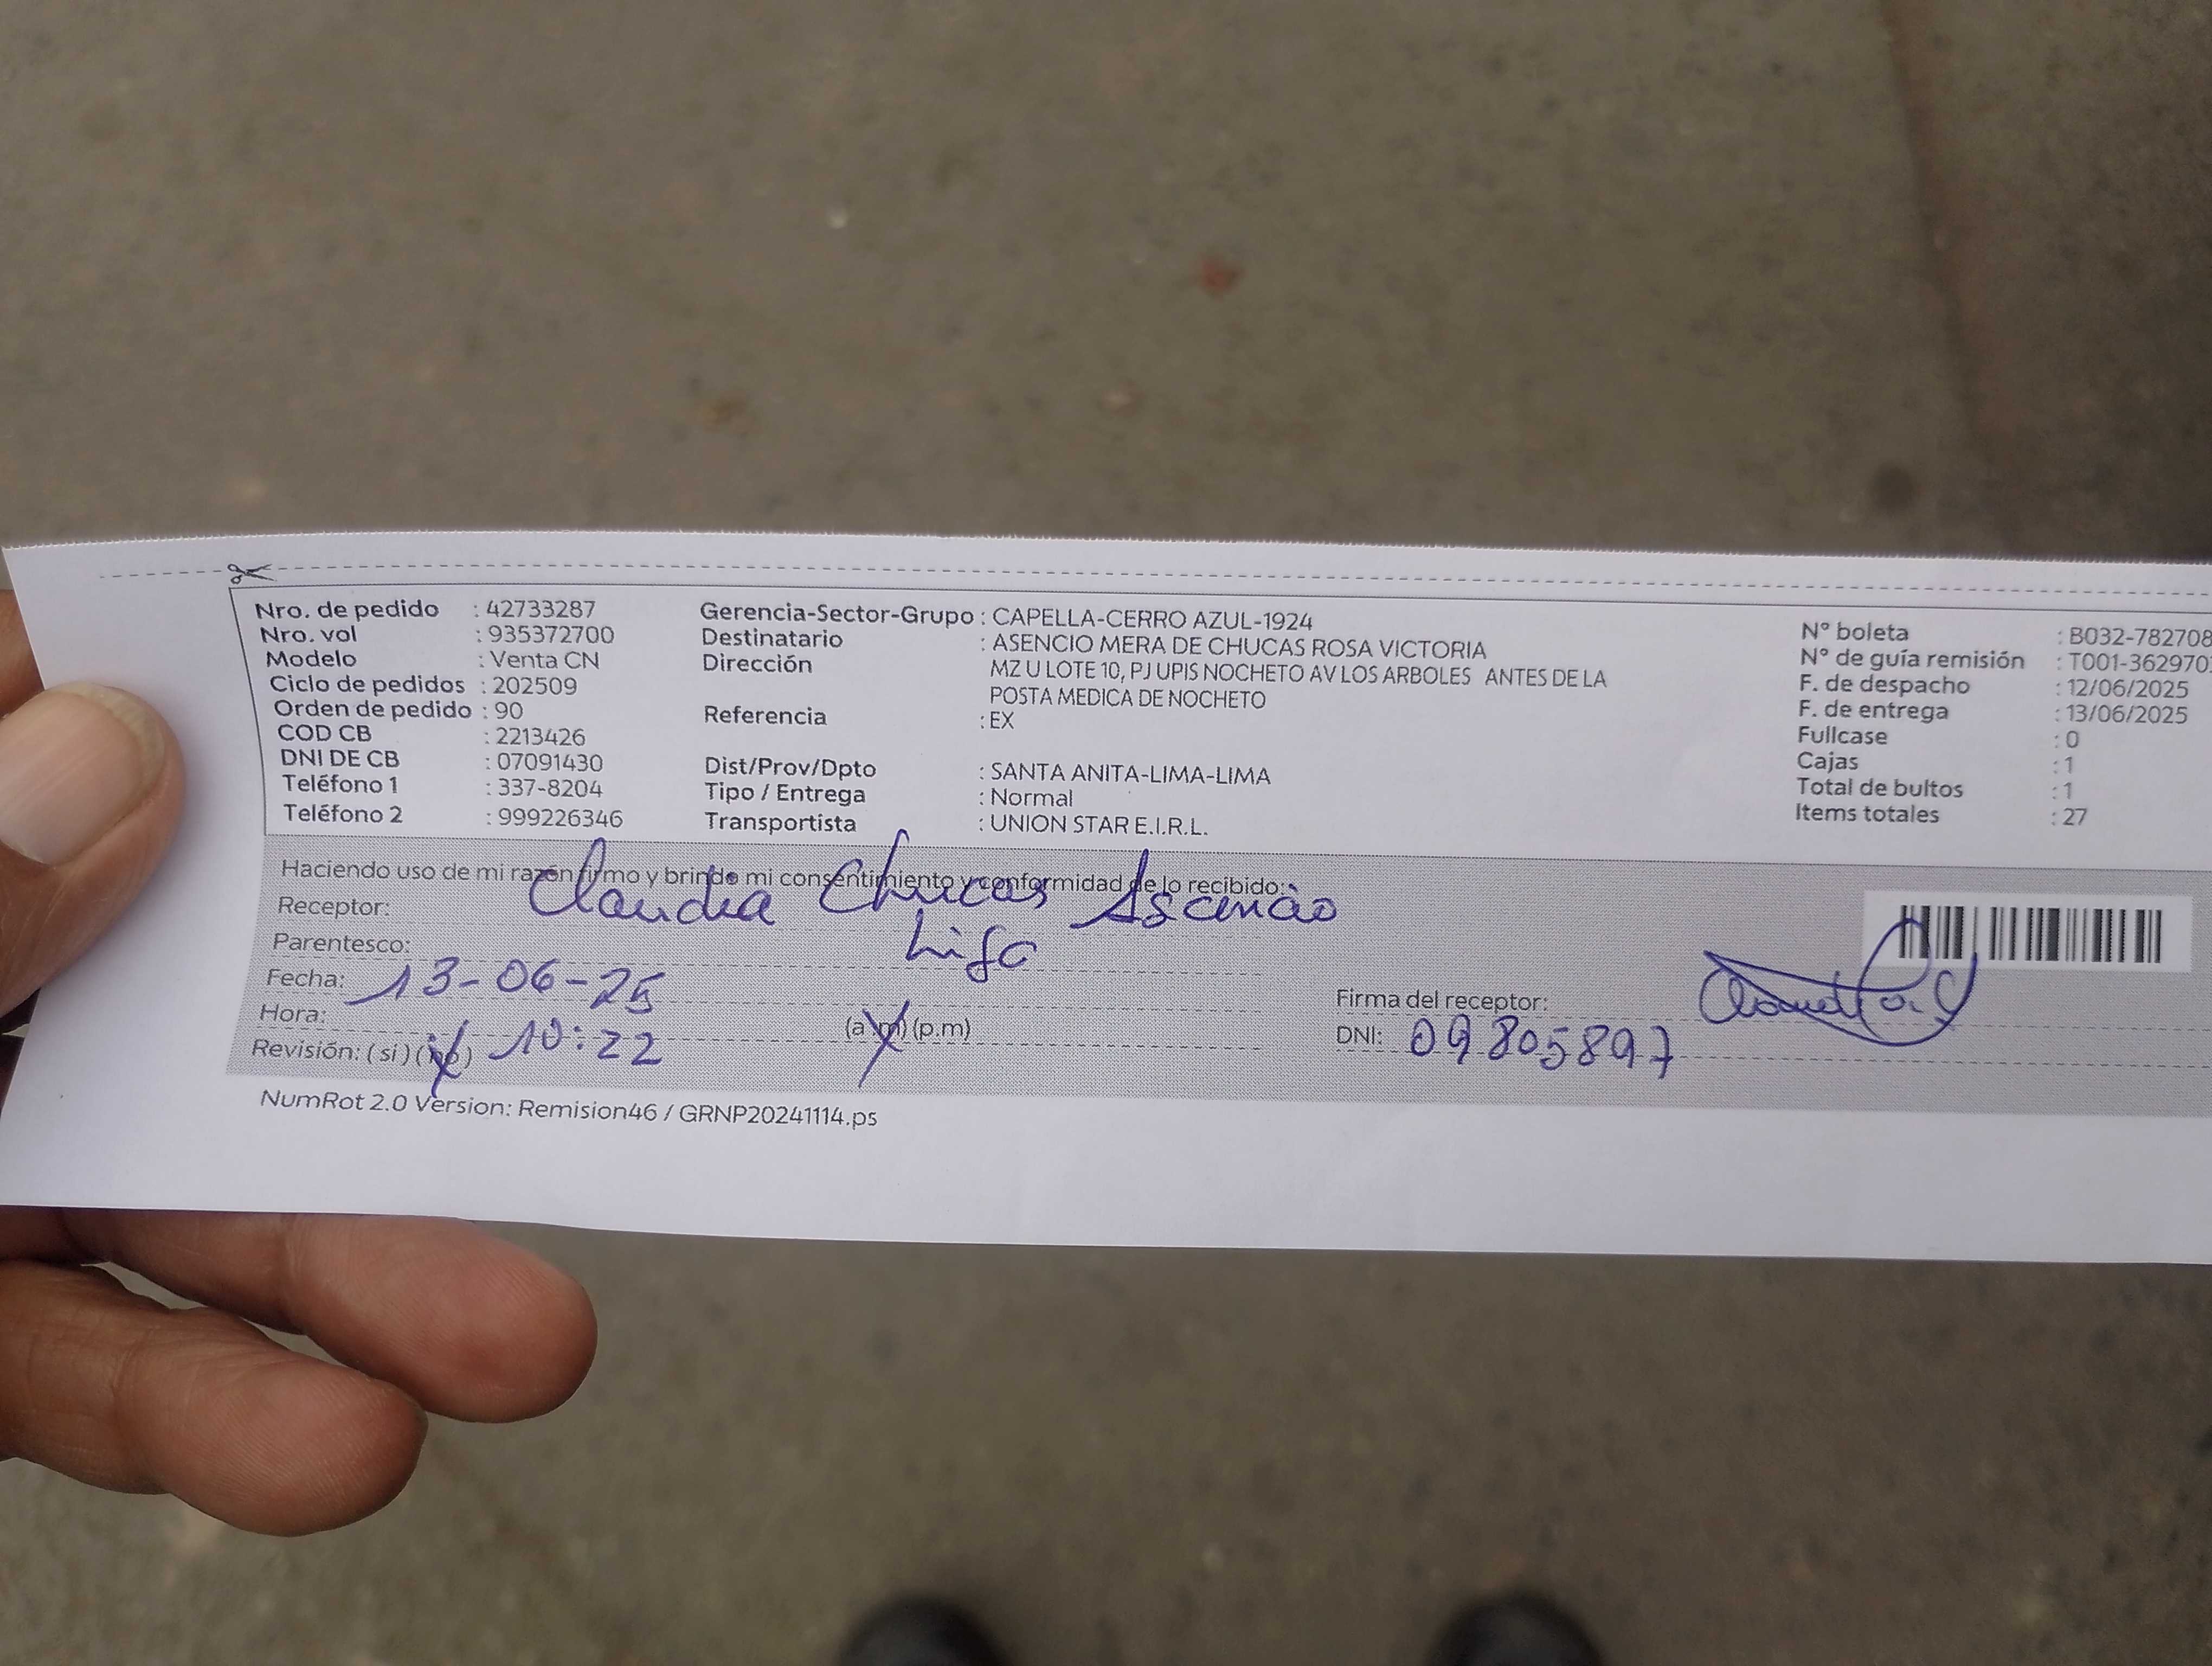 Nro. de pedido : 42733287
Nro. vol : 935372700
Modelo : Venta CN
Ciclo de pedidos : 202509
Orden de pedido : 90
COD CB : 2213426
DNI DE CB : 07091430
Teléfono 1 : 337-8204
Teléfono 2 : 999226346
Gerencia-Sector-Grupo : CAPELLA-CERRO AZUL-1924
Destinatario : ASENCIO MERA DE CHUCAS ROSA VICTORIA
Dirección MZ U LOTE 10, PJ UPIS NOCHETO AV LOS ARBOLES ANTES DE LA
POSTA MEDICA DE NOCHETO
Referencia : EX
Dist/Prov/Dpto : SANTA ANITA-LIMA-LIMA
Tipo / Entrega : Normal
Transportista : UNION STAR E.I.R.L.
N° boleta : B032-782708
N° de guía remisión : T001-362970
F. de despacho : 12/06/2025
F. de entrega : 13/06/2025
Fullcase : 0
Cajas : 1
Total de bultos : 1
Items totales : 27
Haciendo uso de mi razón firmo y brindo mi consentimiento y conformidad de lo recibido:
Receptor: Claudia Chucas Asencio
Parentesco:
Fecha: 13-06-25
Hora: (a.m) (p.m)
Revisión: (si) (no) 10:22
Firma del receptor:
DNI: 09805897
NumRot 2.0 Version: Remision46 / GRNP20241114.ps